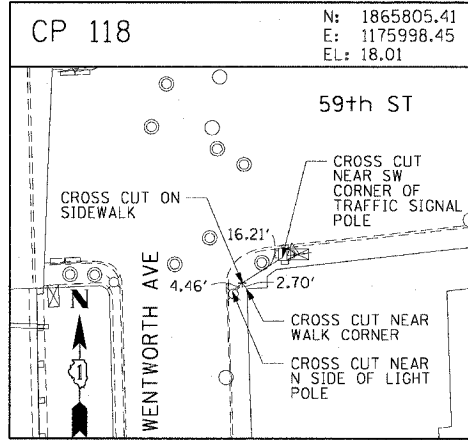 CP 118
N: 1865805.41
E: 1175998.45
EL: 18.01
59th ST
CROSS CUT
NEAR SW
CORNER OF
TRAFFIC SIGNAL
POLE
CROSS CUT ON
SIDEWALK
16.21'
4.46'
2.70'
N
1
WENTWORTH AVE
CROSS CUT NEAR
WALK CORNER
CROSS CUT NEAR
N SIDE OF LIGHT
POLE